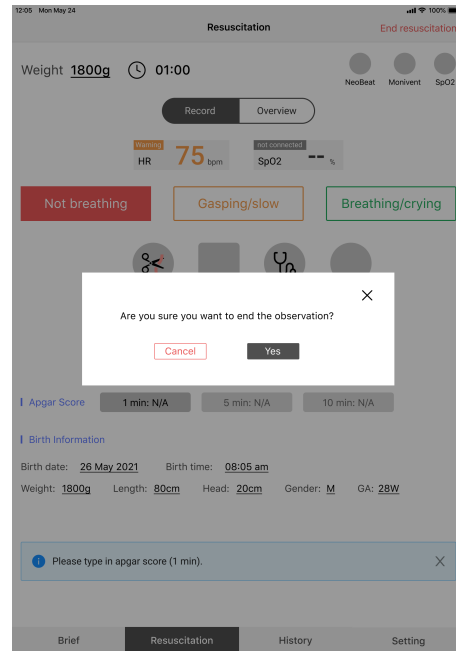 12:05 Mon May 24
100%
Resuscitation
End resuscitation
Weight 1800g 01:00
NeoBeat Monivent SpO2
Record Overview
Warning
HR 75 bpm
not connected
SpO2 -- %
Not breathing Gasping/slow Breathing/crying
Are you sure you want to end the observation?
Cancel Yes
Apgar Score 1 min: N/A 5 min: N/A 10 min: N/A
Birth Information
Birth date: 26 May 2021 Birth time: 08:05 am
Weight: 1800g Length: 80cm Head: 20cm Gender: M GA: 28W
Please type in apgar score (1 min).
Brief Resuscitation History Setting